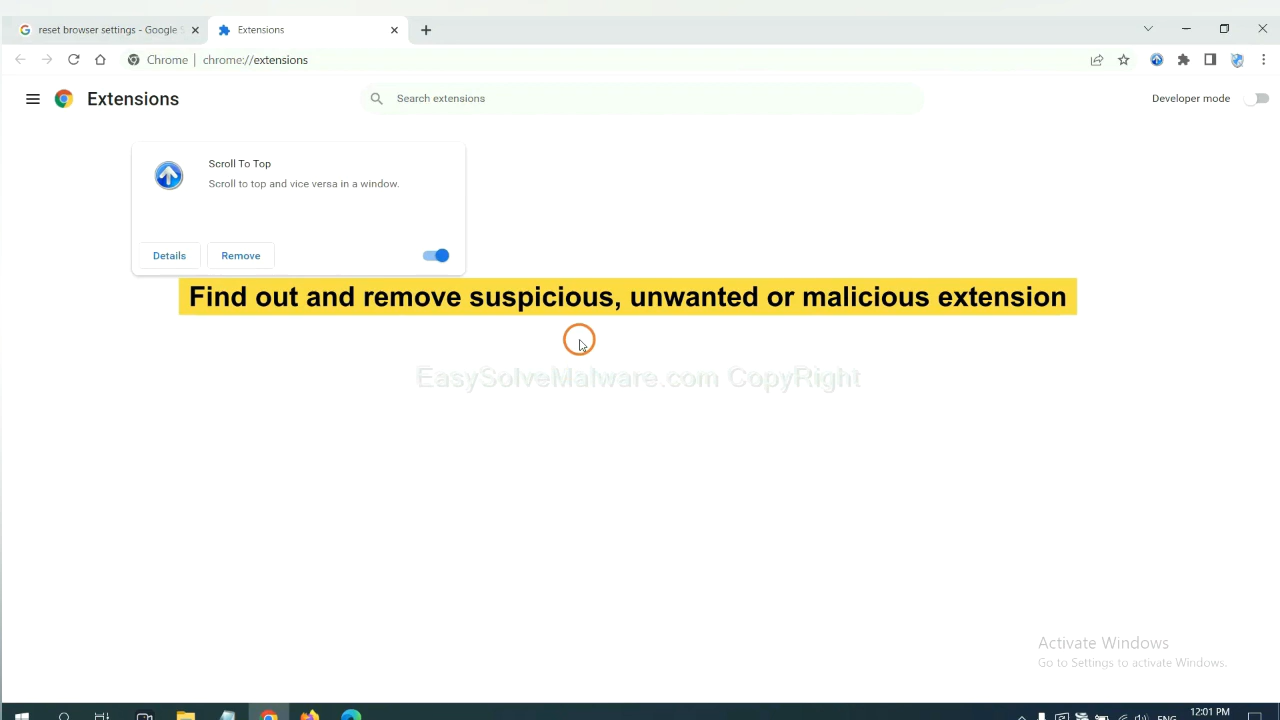 reset browser settings - Google
Extensions
Chrome
chrome://extensions
Extensions
Search extensions
Developer mode
Scroll To Top
Scroll to top and vice versa in a window.
Details
Remove
Find out and remove suspicious, unwanted or malicious extension
EasySolveMalware.com CopyRight
Activate Windows
Go to Settings to activate Windows.
12:01 PM
ENG